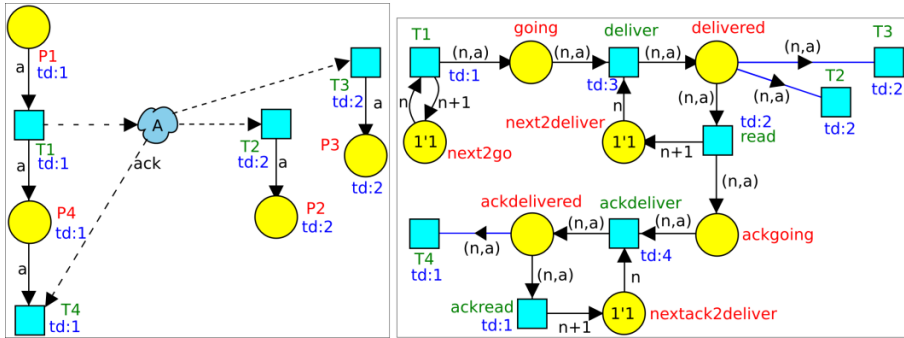 P1
a
td:1
A
T1
td:1
ack
a
P4
td:1
a
T4
td:1
T3
td:2
a
P3
td:2
T2
td:2
a
P2
td:2
T1
(n,a)
td:1
n
n+1
1'1
next2go
going
(n,a)
deliver
td:3
(n,a)
delivered
(n,a)
T3
td:2
(n,a)
T2
td:2
(n,a)
n
next2deliver
1'1
n+1
td:2
read
(n,a)
ackdelivered
ackdeliver
(n,a)
(n,a)
ackgoing
td:4
(n,a)
T4
td:1
(n,a)
ackread
td:1
n+1
n
1'1
nextack2deliver